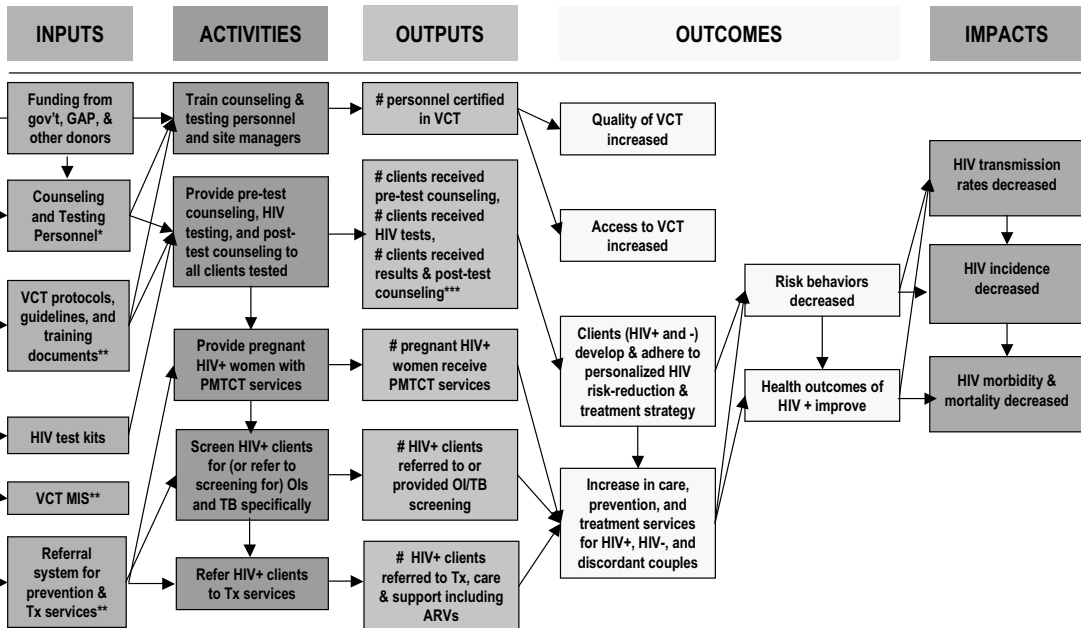 INPUTS
ACTIVITIES
OUTPUTS
OUTCOMES
IMPACTS
Funding from
gov't, GAP, &
other donors
Counseling
and Testing
Personnel*
VCT protocols,
guidelines, and
training
documents**
HIV test kits
VCT MIS**
Referral
system for
prevention &
Tx services**
Train counseling &
testing personnel
and site managers
Provide pre-test
counseling, HIV
testing, and post-
test counseling to
all clients tested
Provide pregnant
HIV+ women with
PMTCT services
Screen HIV+ clients
for (or refer to
screening for) OIs
and TB specifically
Refer HIV+ clients
to Tx services
# personnel certified
in VCT
# clients received
pre-test counseling,
# clients received
HIV tests,
# clients received
results & post-test
counseling***
# pregnant HIV+
women receive
PMTCT services
# HIV+ clients
referred to or
provided OI/TB
screening
# HIV+ clients
referred to Tx, care
& support including
ARVs
Quality of VCT
increased
Access to VCT
increased
Clients (HIV+ and -)
develop & adhere to
personalized HIV
risk-reduction &
treatment strategy
Increase in care,
prevention, and
treatment services
for HIV+, HIV-, and
discordant couples
Risk behaviors
decreased
Health outcomes of
HIV + improve
HIV transmission
rates decreased
HIV incidence
decreased
HIV morbidity &
mortality decreased